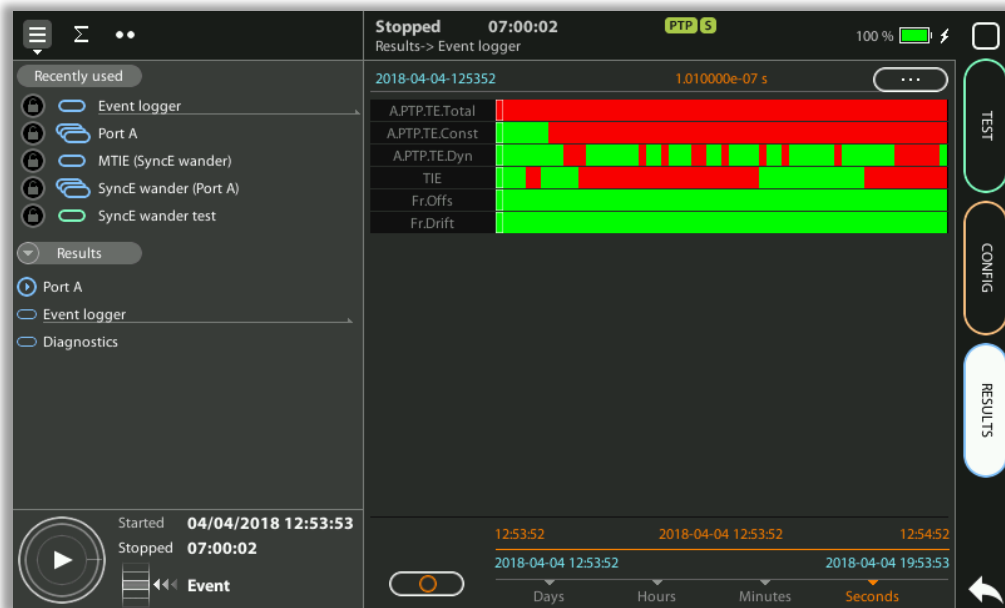 Stopped 07:00:02 PTP S 100 %
Results-> Event logger
Recently used
Event logger
Port A
MTIE (SyncE wander)
SyncE wander (Port A)
SyncE wander test
Results
Port A
Event logger
Diagnostics
Started 04/04/2018 12:53:53
Stopped 07:00:02
Event
2018-04-04-125352 1.010000e-07 s ...
A.PTP.TE.Total
A.PTP.TE.Const
A.PTP.TE.Dyn
TIE
Fr.Offs
Fr.Drift
12:53:52 2018-04-04 12:53:52 12:54:52
2018-04-04 12:53:52 2018-04-04 19:53:53
Days Hours Minutes Seconds
TEST
CONFIG
RESULTS